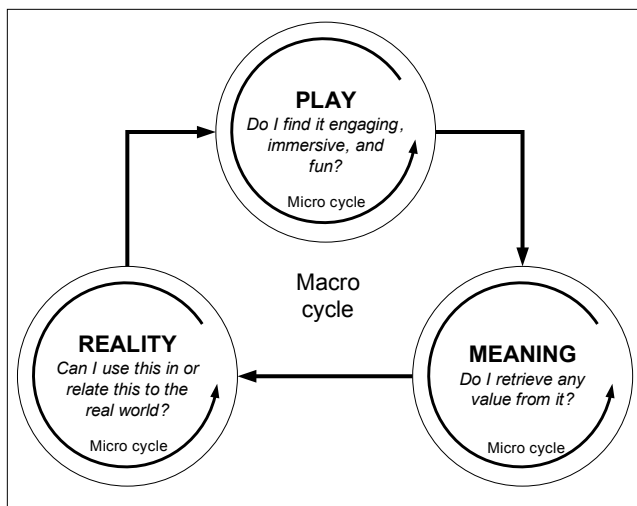 PLAY
Do I find it engaging,
immersive, and
fun?
Micro cycle
Macro
cycle
REALITY
Can I use this in or
relate this to the
real world?
Micro cycle
MEANING
Do I retrieve any
value from it?
Micro cycle